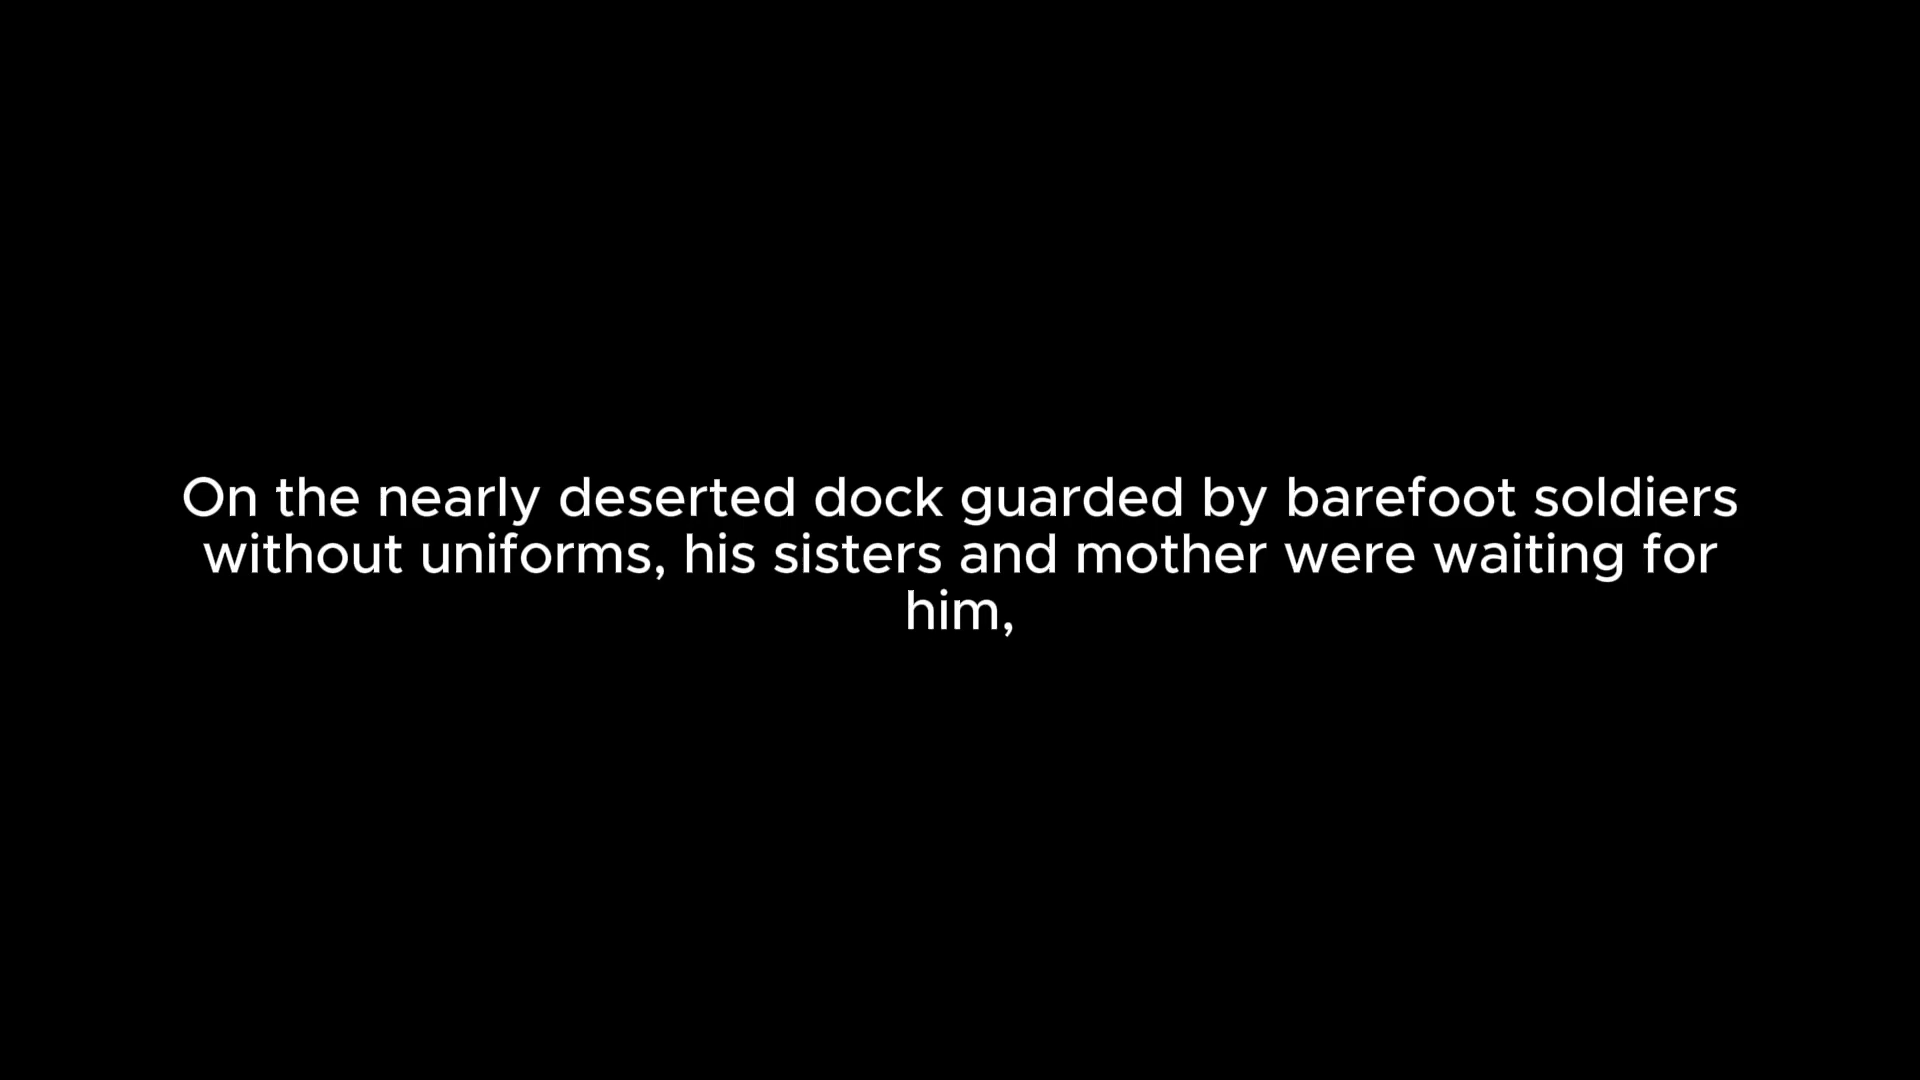 On the nearly deserted dock guarded by barefoot soldiers
without uniforms, his sisters and mother were waiting for
him,